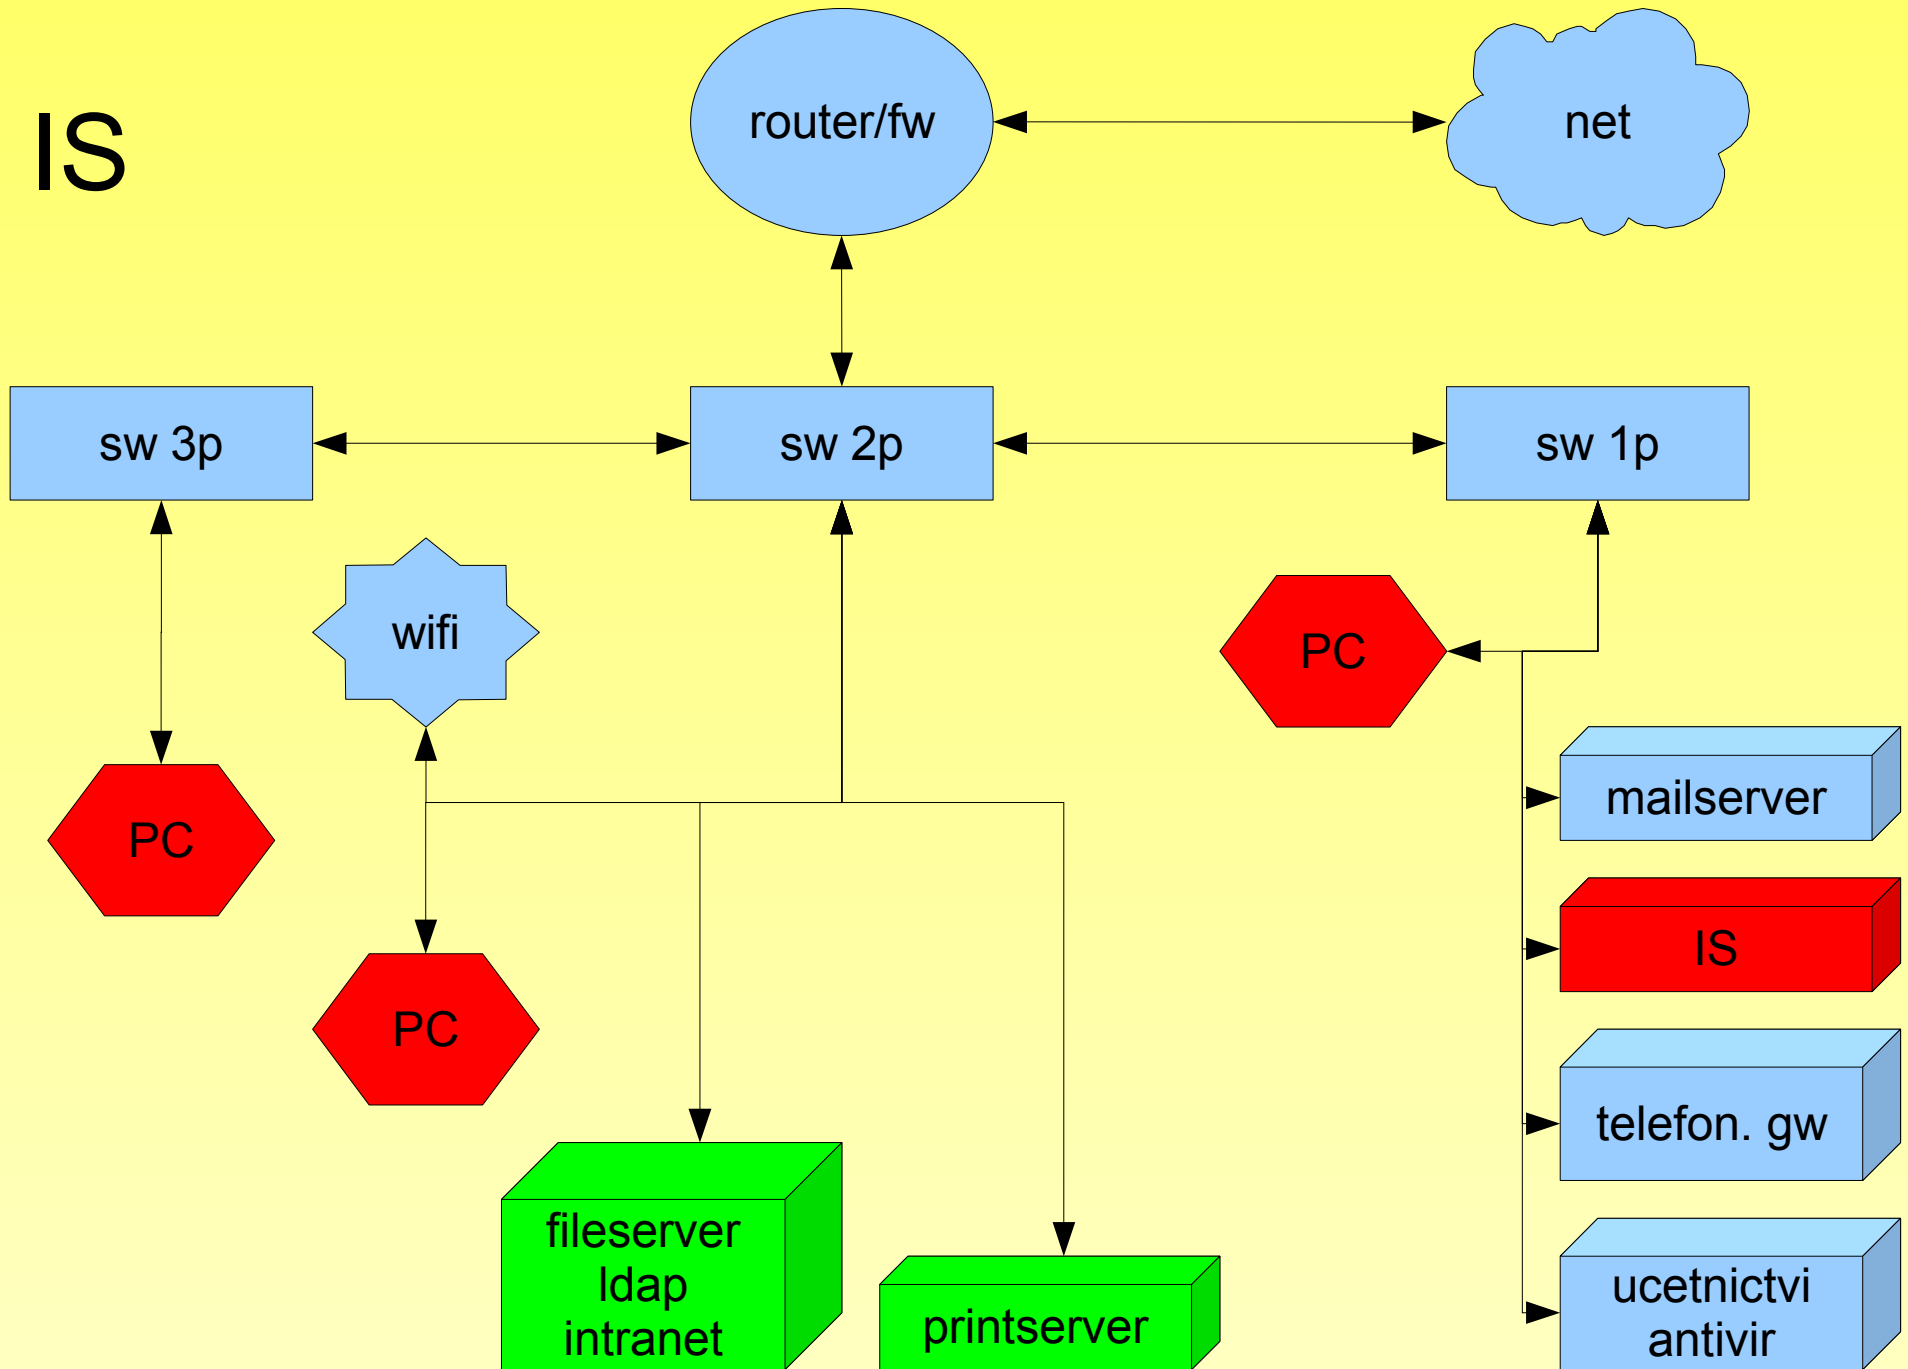 IS
router/fw
net
sw 3p
sw 2p
sw 1p
wifi
PC
PC
PC
mailserver
IS
telefon. gw
fileserver
ldap
intranet
printserver
ucetnictvi
antivir